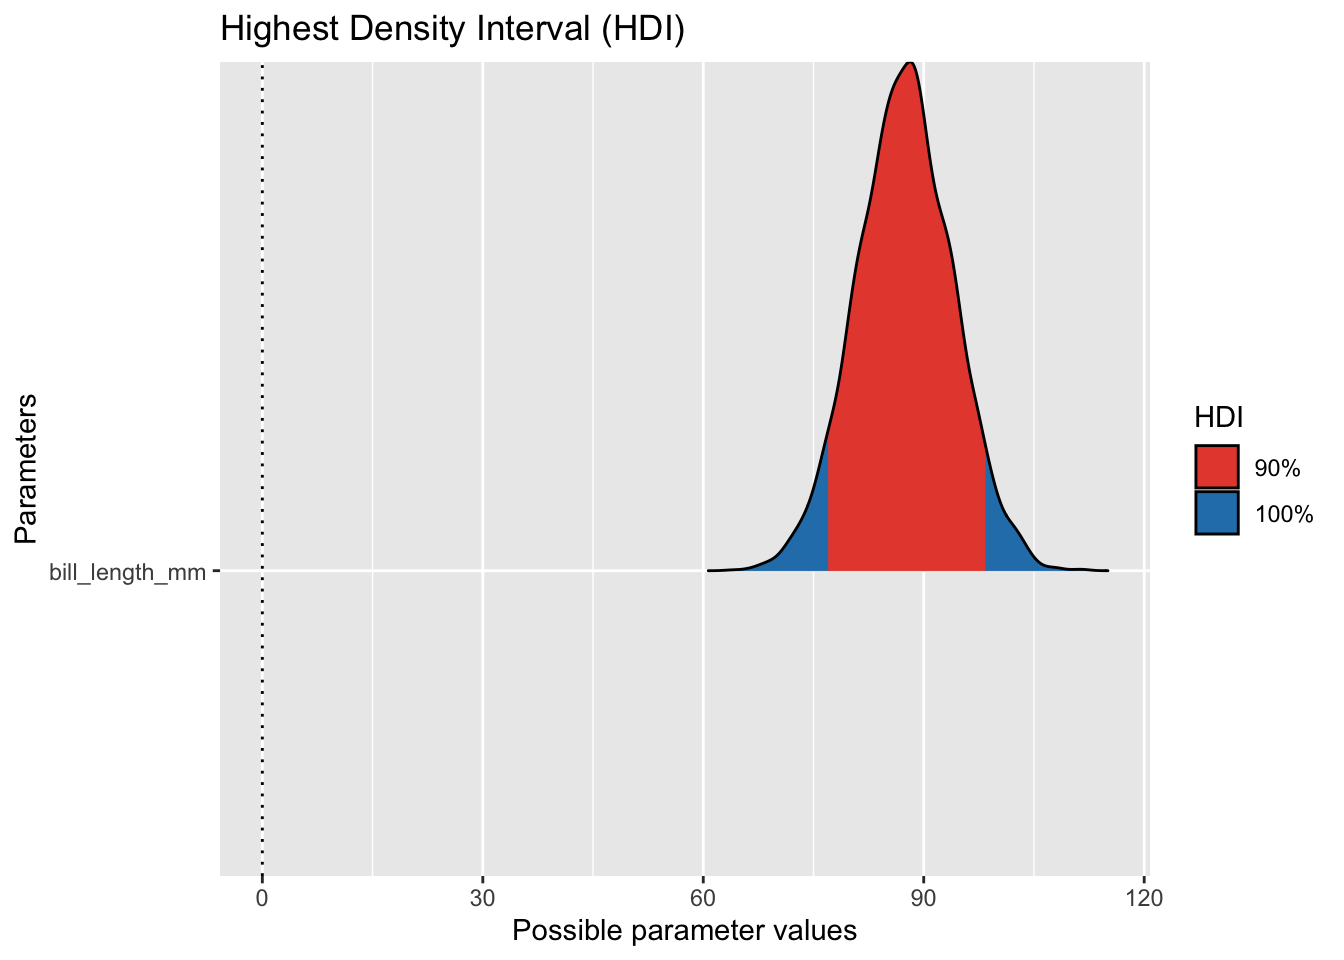 Highest Density Interval (HDI)
Parameters
bill_length_mm
HDI
90%
100%
0 30 60 90 120
Possible parameter values